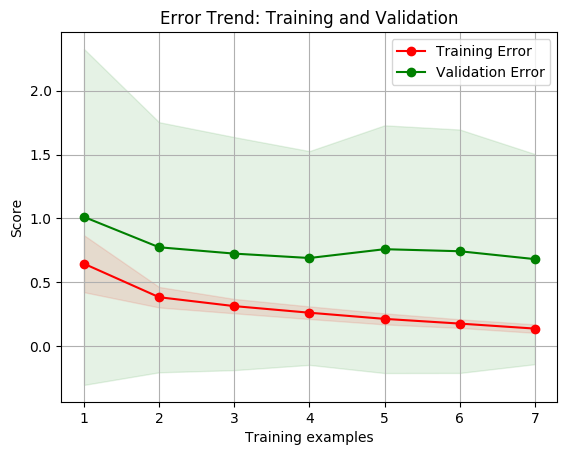 Error Trend: Training and Validation
Training Error
Validation Error
2.0
1.5
1.0
0.5
0.0
Score
1 2 3 4 5 6 7
Training examples